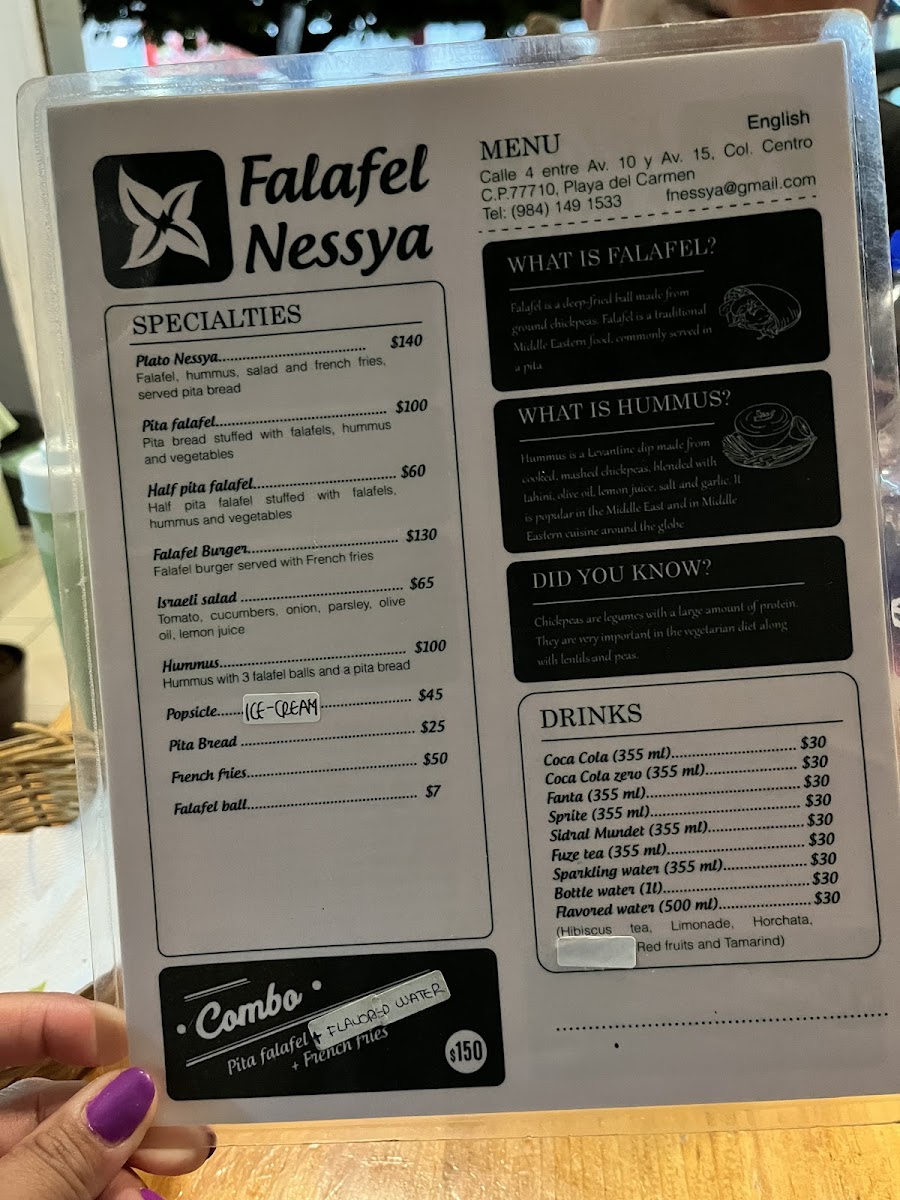 Falafel
Nessya
English
MENU
Calle 4 entre Av. 10 y Av. 15, Col. Centro
C.P.77710, Playa del Carmen
Tel: (984) 149 1533 fnessya@gmail.com
SPECIALTIES
Plato Nessya.................................... $140
Falafel, hummus, salad and french fries,
served pita bread
Pita falafel.................................... $100
Pita bread stuffed with falafels, hummus
and vegetables
Half pita falafel.............................. $60
Half pita falafel stuffed with falafels,
hummus and vegetables
Falafel Burger............................... $130
Falafel burger served with French fries
Israeli salad .................................. $65
Tomato, cucumbers, onion, parsley, olive
oil, lemon juice
Hummus...................................... $100
Hummus with 3 falafel balls and a pita bread
Popsicle......ICE-CREAM................... $45
Pita Bread .................................... $25
French fries................................... $50
Falafel ball.................................... $7
• Combo •
Pita falafel + FLAVORED WATER
+ French fries
$150
WHAT IS FALAFEL?
Falafel is a deep-fried ball made from
ground chickpeas. Falafel is a traditional
Middle Eastern food, commonly served in
a pita
WHAT IS HUMMUS?
Hummus is a Levantine dip made from
cooked, mashed chickpeas, blended with
tahini, olive oil, lemon juice, salt and garlic. It
is popular in the Middle East and in Middle
Eastern cuisine around the globe
DID YOU KNOW?
Chickpeas are legumes with a large amount of protein.
They are very important in the vegetarian diet along
with lentils and peas.
DRINKS
Coca Cola (355 ml)......................... $30
Coca Cola zero (355 ml).................. $30
Fanta (355 ml)............................... $30
Sprite (355 ml)............................... $30
Sidral Mundet (355 ml)................... $30
Fuze tea (355 ml)........................... $30
Sparkling water (355 ml)................. $30
Bottle water (1l)............................. $30
Flavored water (500 ml).................. $30
(Hibiscus tea, Limonade, Horchata,
Red fruits and Tamarind)